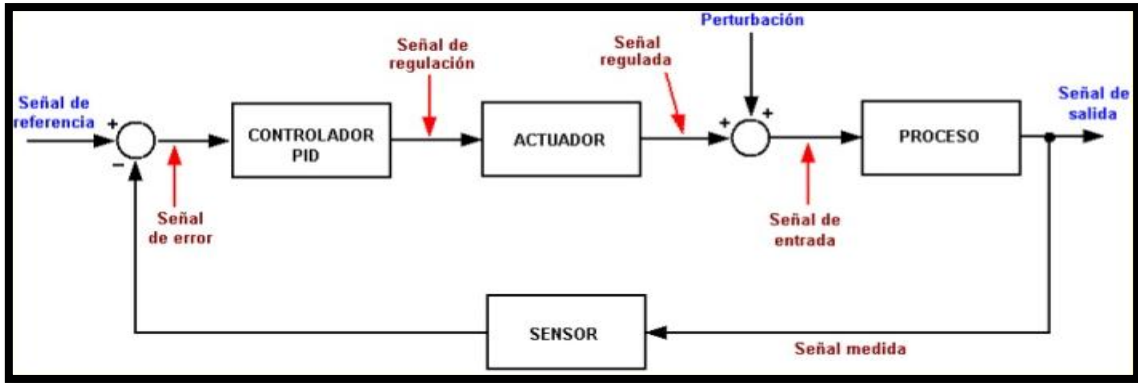 Perturbación
Señal de
regulación
Señal
regulada
Señal de
referencia
Señal de
salida
+
−
CONTROLADOR
PID
ACTUADOR
+
+
PROCESO
Señal
de error
Señal de
entrada
SENSOR
Señal medida